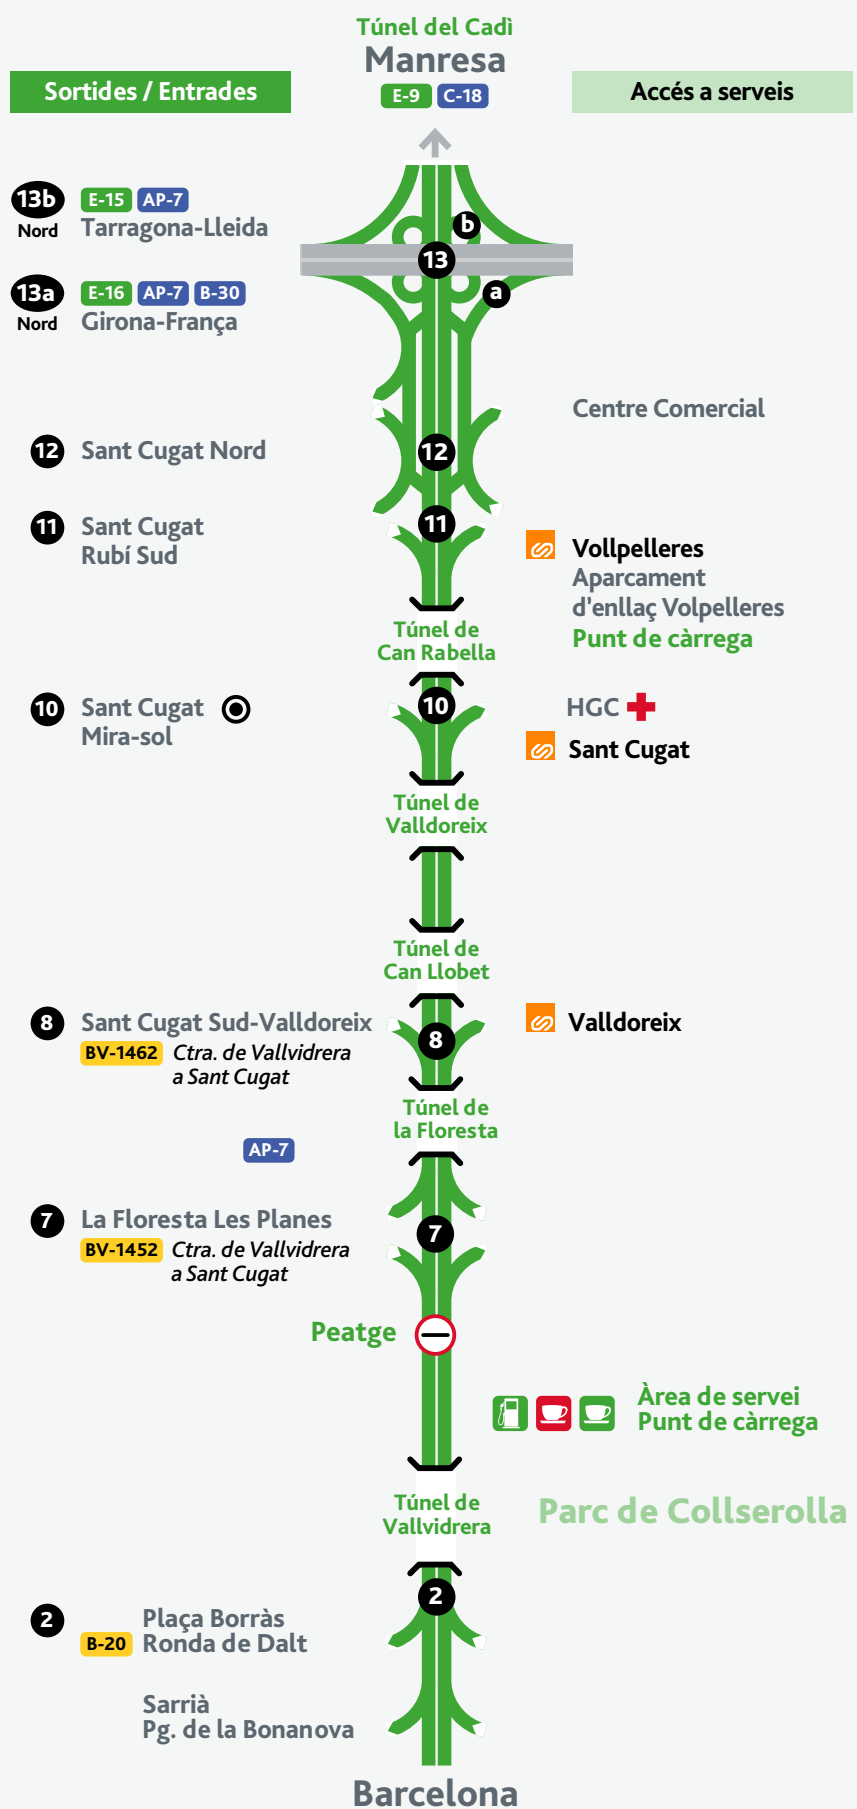 Túnel del Cadì
Manresa
E-9 C-18
Sortides / Entrades
Accés a serveis
13b
Nord
E-15 AP-7
Tarragona-Lleida
b
13
13a
Nord
E-16 AP-7 B-30
Girona-França
a
Centre Comercial
12
Sant Cugat Nord
12
11
Sant Cugat
Rubí Sud
11
Vollpelleres
Aparcament
d'enllaç Volpelleres
Punt de càrrega
Túnel de
Can Rabella
10
Sant Cugat
Mira-sol
10
HGC
Sant Cugat
Túnel de
Valldoreix
Túnel de
Can Llobet
8
Sant Cugat Sud-Valldoreix
BV-1462 Ctra. de Vallvidrera
a Sant Cugat
8
Valldoreix
Túnel de
la Floresta
AP-7
7
La Floresta Les Planes
BV-1452 Ctra. de Vallvidrera
a Sant Cugat
7
Peatge
Àrea de servei
Punt de càrrega
Túnel de
Vallvidrera
Parc de Collserolla
2
2
Plaça Borràs
B-20 Ronda de Dalt
Sarrià
Pg. de la Bonanova
Barcelona